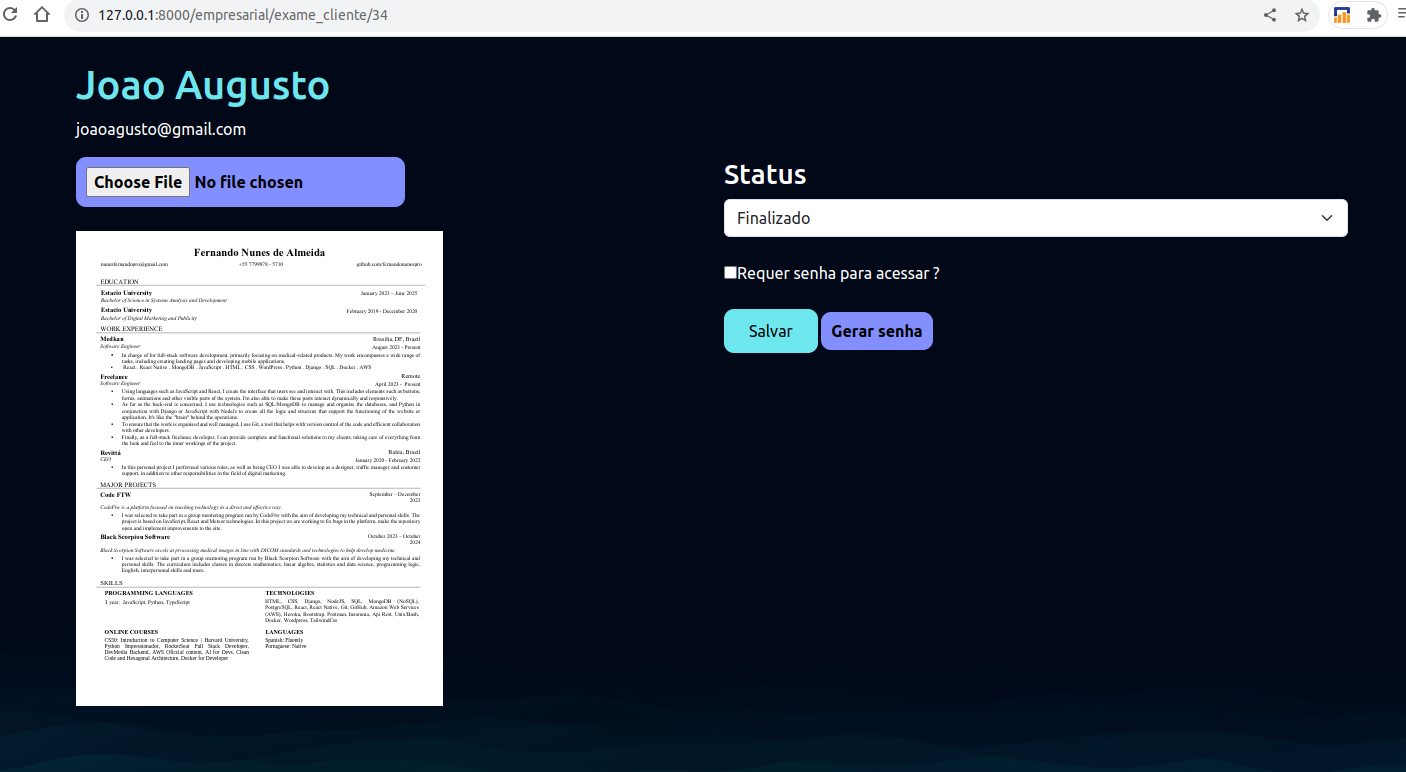 127.0.0.1:8000/empresarial/exame_cliente/34
Joao Augusto
joaoagusto@gmail.com
Choose File No file chosen
Fernando Nunes de Almeida
nunesfernandopro@gmail.com +55 7799878 - 5710 github.com/fernandonunespro
EDUCATION
Estacio University January 2023 – June 2025
Bachelor of Science in Systems Analysis and Development
Estacio University February 2019 - December 2020
Bachelor of Digital Marketing and Publicity
WORK EXPERIENCE
Medkan Brasilia, DF, Brazil
Software Engineer August 2023 - Present
• In charge of for full-stack software development, primarily focusing on medical-related products. My work encompasses a wide range of
tasks, including creating landing pages and developing mobile applications.
• React . React Native . MongoDB . JavaScript . HTML . CSS . WordPress . Python . Django . SQL . Docker . AWS
Freelance Remote
Software Engineer April 2023 - Present
• Using languages such as JavaScript and React, I create the interface that users see and interact with. This includes elements such as buttons,
forms, animations and other visible parts of the system. I'm also able to make these parts interact dynamically and responsively.
• As far as the back-end is concerned, I use technologies such as SQL/MongoDB to manage and organise the databases, and Python in
conjunction with Django or JavaScript with NodeJs to create all the logic and structure that support the functioning of the website or
application. It's like the "brain" behind the operations.
• To ensure that the work is organised and well managed, I use Git, a tool that helps with version control of the code and efficient collaboration
with other developers.
• Finally, as a full-stack freelance developer, I can provide complete and functional solutions to my clients, taking care of everything from
the look and feel to the inner workings of the project.
Revittá Bahia, Brazil
CEO January 2020 - February 2022
• In this personal project I performed various roles, as well as being CEO I was able to develop as a designer, traffic manager and customer
support, in addition to other responsibilities in the field of digital marketing.
MAJOR PROJECTS
Code FTW September – December
2023
CodeFtw is a platform focused on teaching technology in a direct and effective way.
• I was selected to take part in a group mentoring program run by CodeFtw with the aim of developing my technical and personal skills. The
project is based on JavaScript, React and Meteor technologies. In this project we are working to fix bugs in the platform, make the repository
open and implement improvements to the site.
Black Scorpion Software October 2023 – October
2024
Black Scorpion Software excels at processing medical images in line with DICOM standards and technologies to help develop medicine.
• I was selected to take part in a group mentoring program run by Black Scorpion Software with the aim of developing my technical and
personal skills. The curriculum includes classes in discrete mathematics, linear algebra, statistics and data science, programming logic,
English, interpersonal skills and more.
SKILLS
PROGRAMMING LANGUAGES
1 year: JavaScript, Python, TypeScript
TECHNOLOGIES
HTML, CSS, Django, NodeJS, SQL, MongoDB (NoSQL),
PostgreSQL, React, React Native, Git, GitHub, Amazon Web Services
(AWS), Heroku, Bootstrap, Postman, Insomnia, Api Rest, Unix/Bash,
Docker, Wordpress, TailwindCss
ONLINE COURSES
CS50: Introduction to Computer Science | Harvard University,
Python Impressionador, RocketSeat Full Stack Developer,
DevMedia Backend, AWS Oficcial content, AI for Devs, Clean
Code and Hexagonal Architecture, Docker for Developer
LANGUAGES
Spanish: Fluently
Portuguese: Native
Status
Finalizado
Requer senha para acessar ?
Salvar Gerar senha